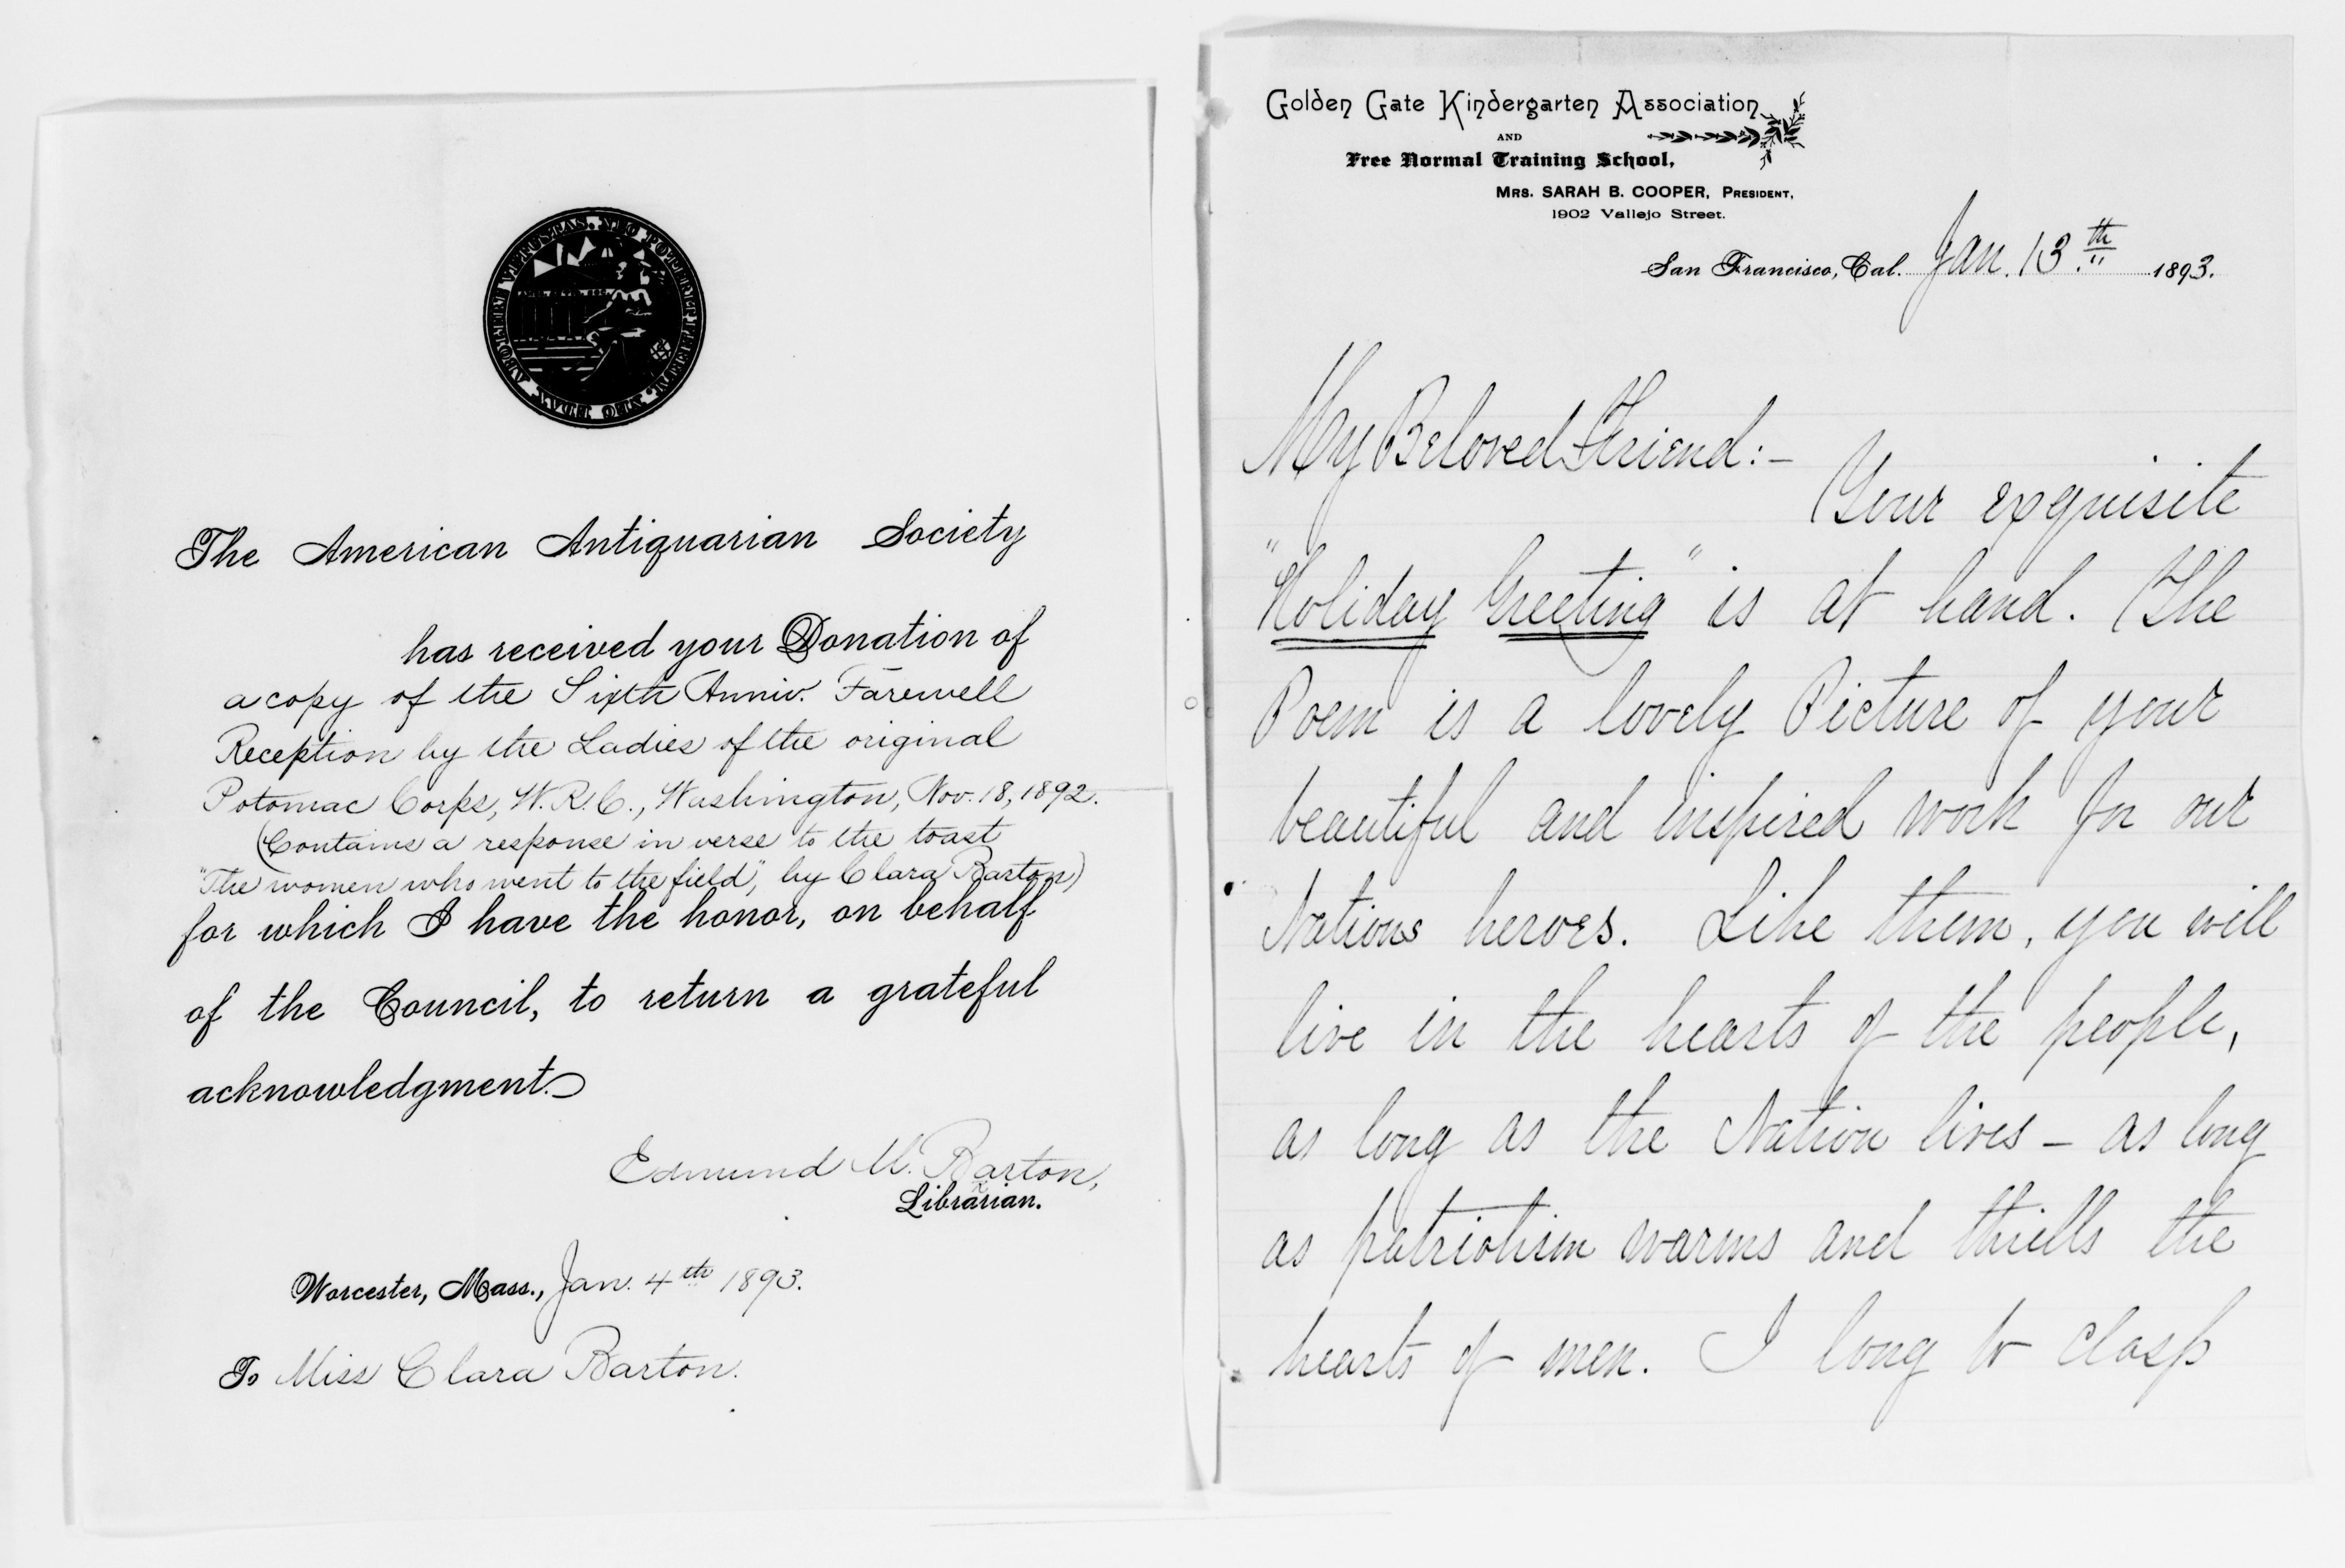 The American Antiquarian Society
has received your Donation of
a copy of the Sixth Anniv. Farewell
Reception by the Ladies of the original
Potomac Corps, W.R.C., Washington, Nov. 18, 1892.
(Contains a response in verse to the toast
"The women who went to the field", by Clara Barton)
for which I have the honor, on behalf
of the Council, to return a grateful
acknowledgment.
Edmund M. Barton,
Librarian.
Worcester, Mass., Jan. 4th 1893.
To Miss Clara Barton.
Golden Gate Kindergarten Association
AND
Free Normal Training School,
MRS. SARAH B. COOPER, PRESIDENT,
1902 Vallejo Street.
San Francisco, Cal. Jan. 13th 1893.
My Beloved Friend:-
Your exquisite
"Holiday Greeting" is at hand. The
Poem is a lovely Picture of your
beautiful and inspired work for our
Nations heroes. Like them, you will
live in the hearts of the people,
as long as the Nation lives - as long
as patriotism warms and thrills the
hearts of men. I long to clasp